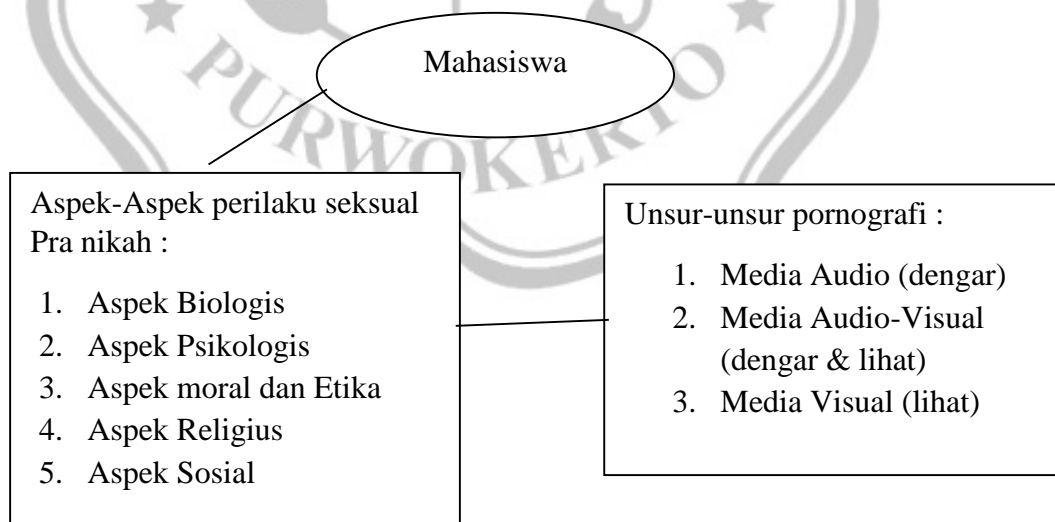 PURWOKERTO
Mahasiswa
Aspek-Aspek perilaku seksual
Pra nikah :
1. Aspek Biologis
2. Aspek Psikologis
3. Aspek moral dan Etika
4. Aspek Religius
5. Aspek Sosial
Unsur-unsur pornografi :
1. Media Audio (dengar)
2. Media Audio-Visual
(dengar & lihat)
3. Media Visual (lihat)